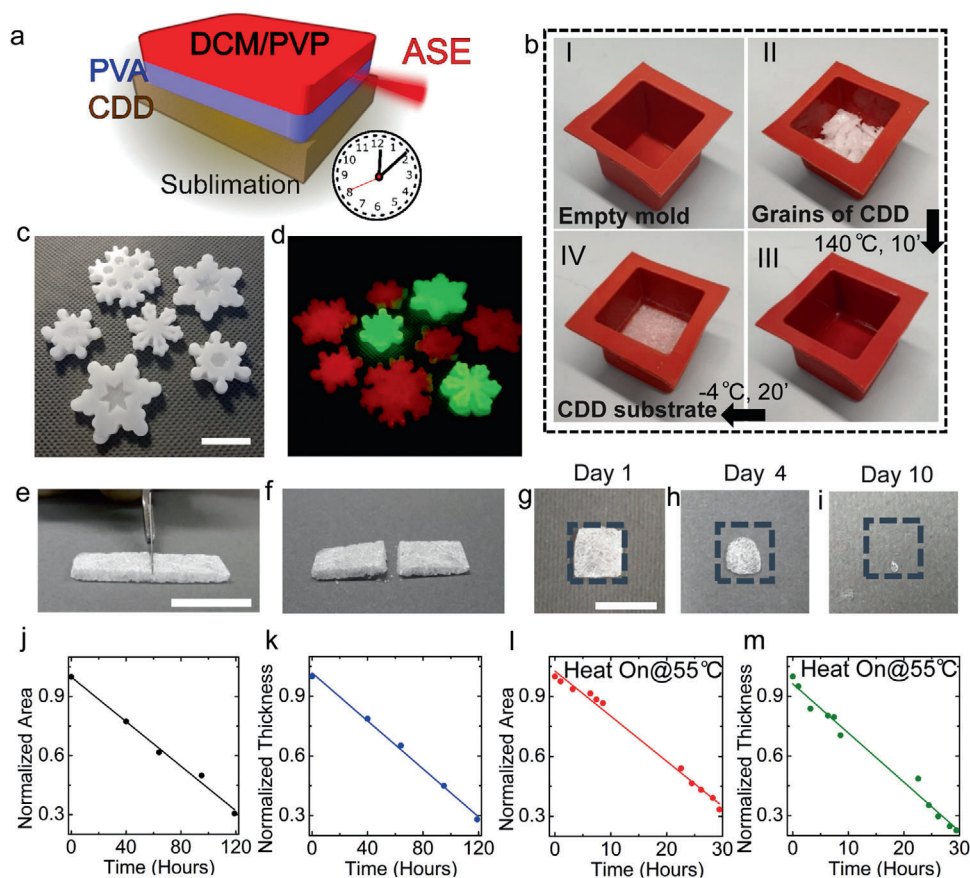 a
DCM/PVP
ASE
PVA
CDD
Sublimation
12
1
2
3
4
5
6
7
8
9
10
11
b
I
II
Empty mold
Grains of CDD
140 °C, 10'
IV
III
CDD substrate
-4 °C, 20'
c
d
e
f
g
Day 1
h
Day 4
i
Day 10
j
Normalized Area
0.9
0.6
0.3
0
40
80
120
Time (Hours)
k
Normalized Thickness
0.9
0.6
0.3
0
40
80
120
Time (Hours)
l
Heat On@55°C
Normalized Area
0.9
0.6
0.3
0
10
20
30
Time (Hours)
m
Heat On@55°C
Normalized Thickness
0.9
0.6
0.3
0
10
20
30
Time (Hours)